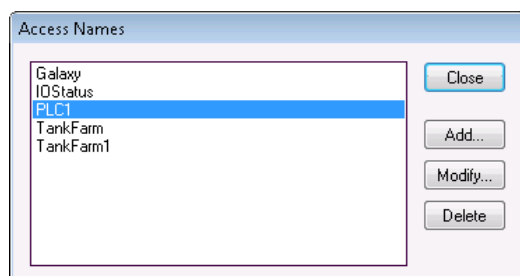 Access Names
Galaxy
IOStatus
PLC1
TankFarm
TankFarm1
Close
Add...
Modify...
Delete